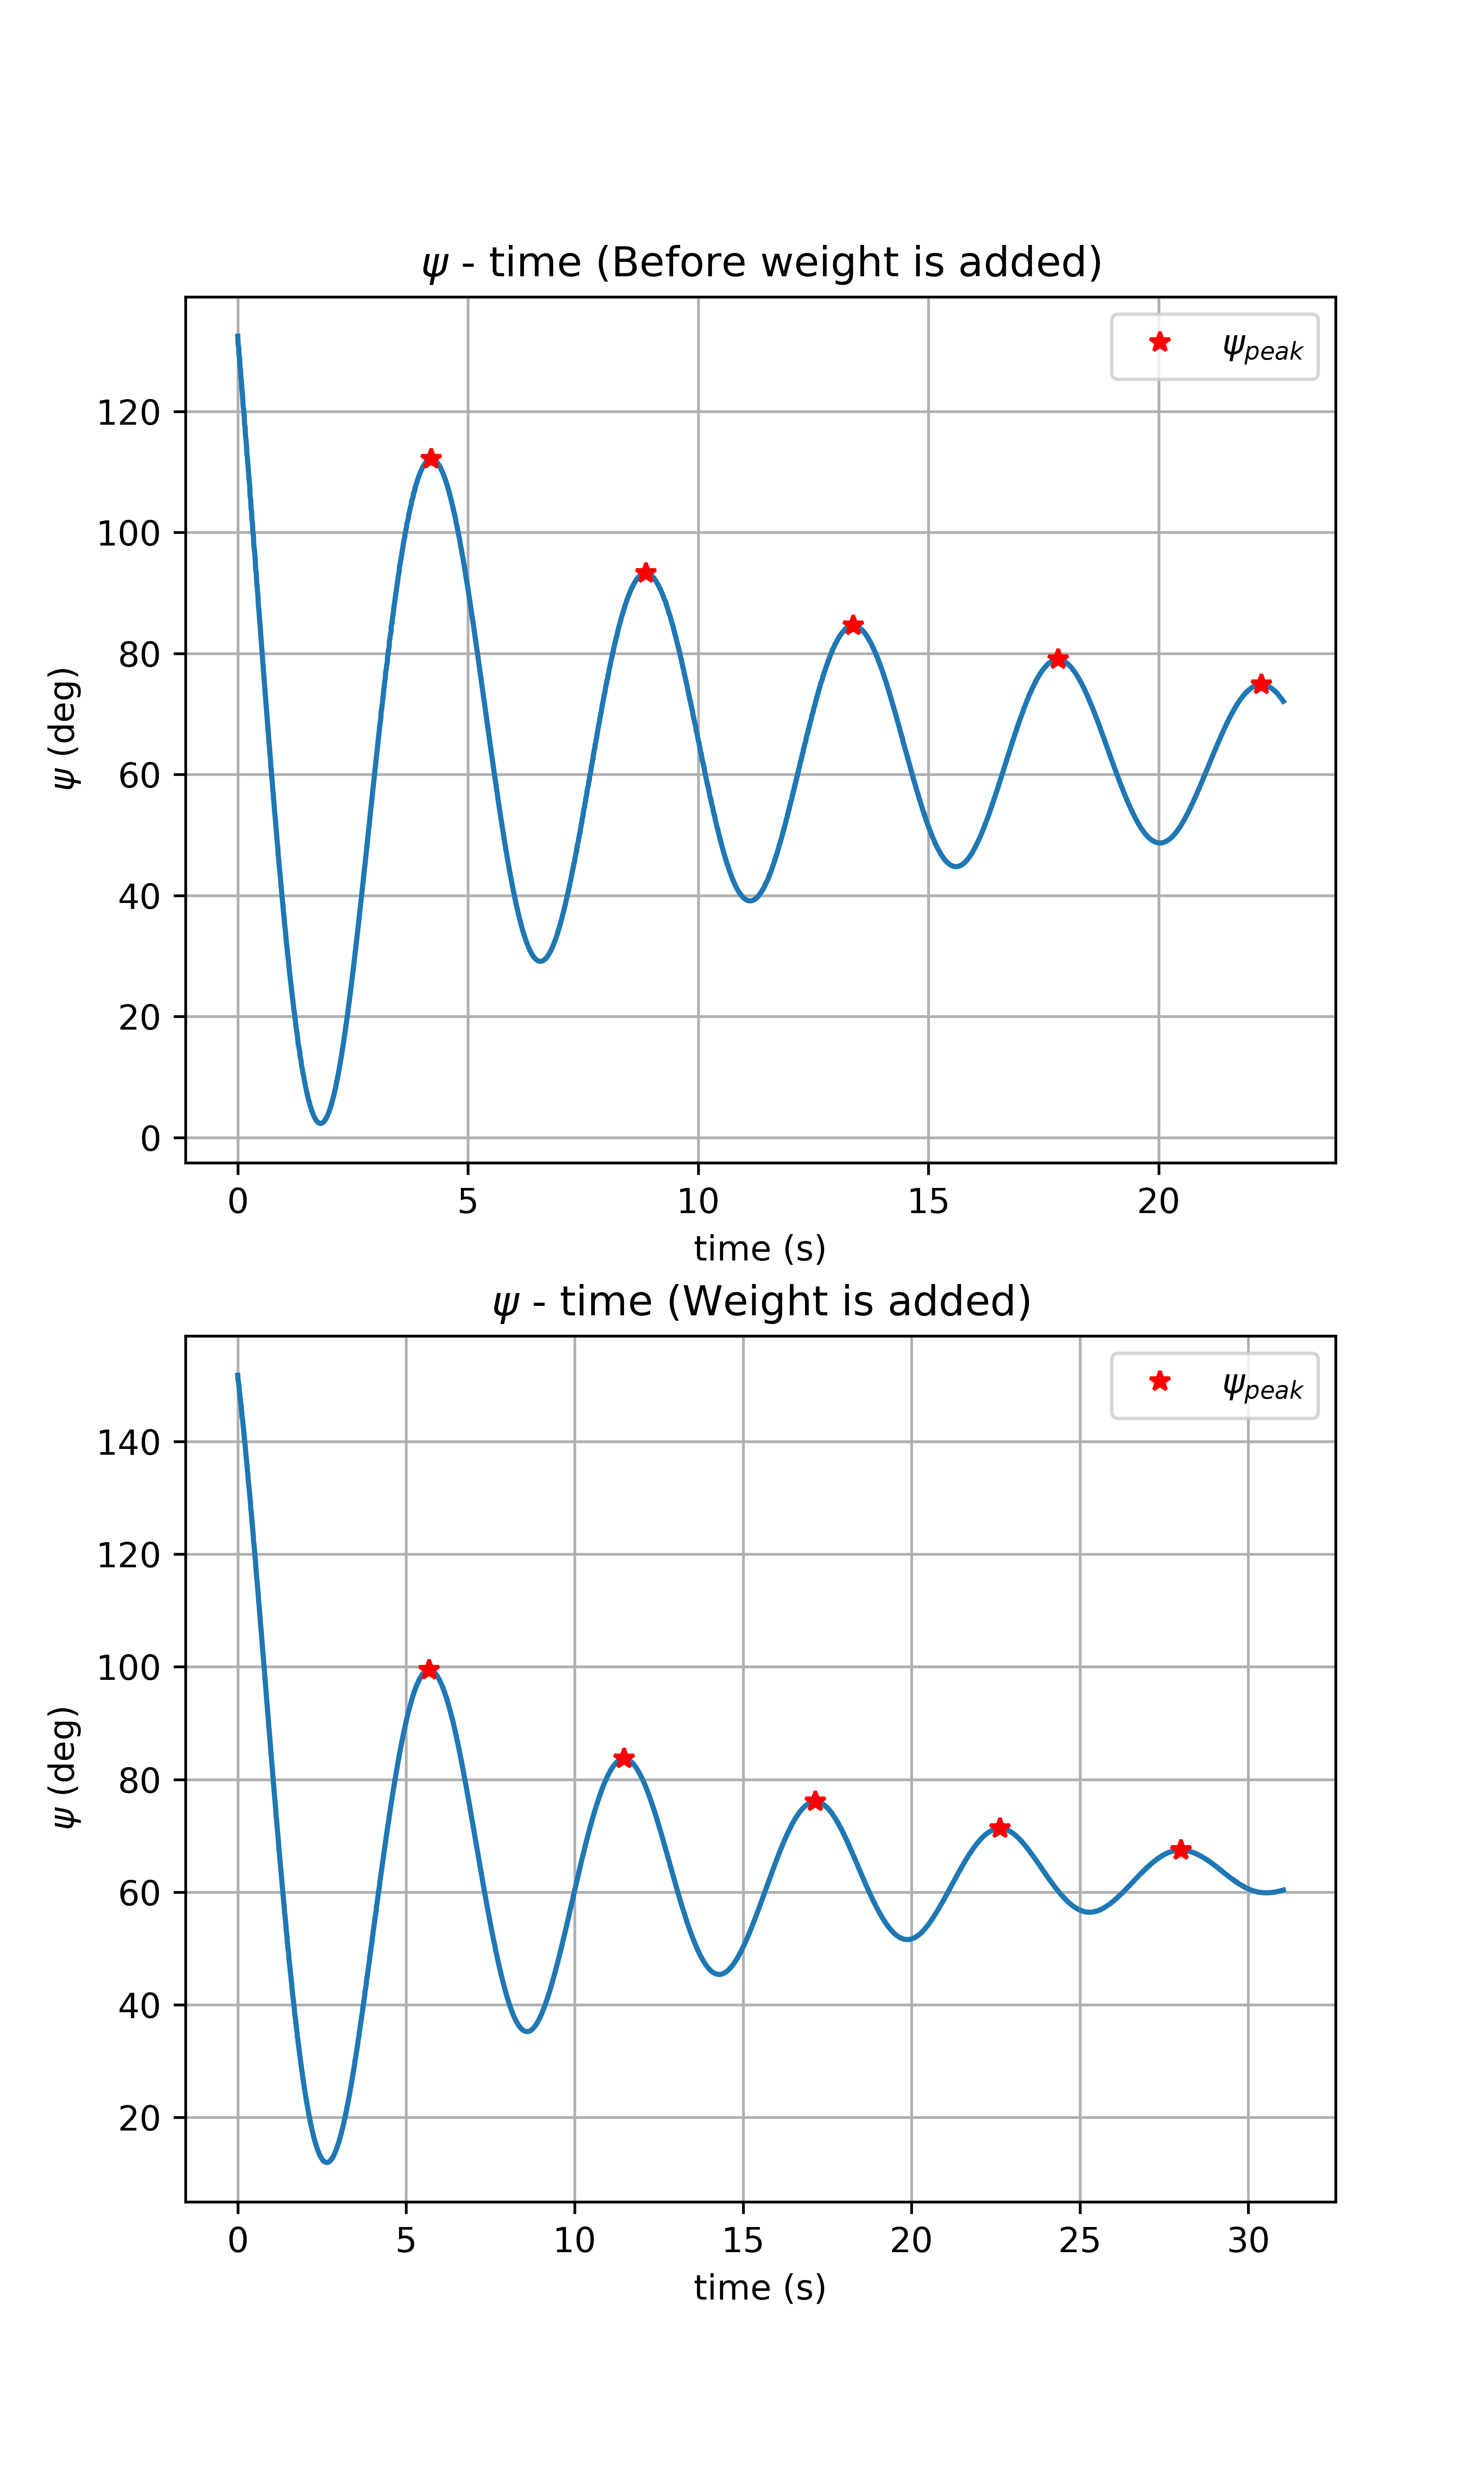 ψ - time (Before weight is added)
ψpeak
120
100
80
60
40
20
0
ψ (deg)
0 5 10 15 20
time (s)
ψ - time (Weight is added)
ψpeak
140
120
100
80
60
40
20
ψ (deg)
0 5 10 15 20 25 30
time (s)